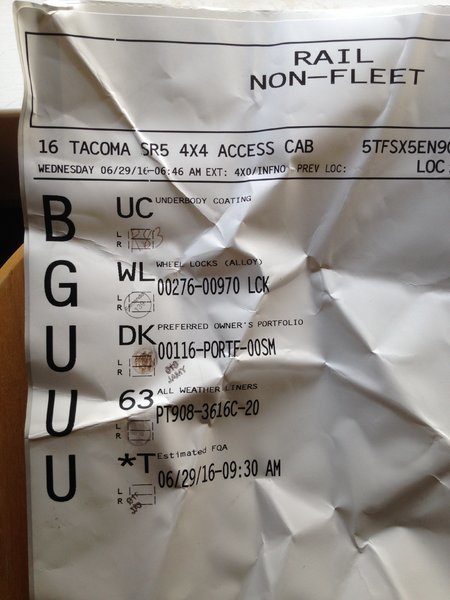 RAIL
NON-FLEET
16 TACOMA SR5 4X4 ACCESS CAB 5TFSX5EN9
WEDNESDAY 06/29/16-06:46 AM EXT: 4X0/INFNO - PREV LOC: LOC
B UC UNDERBODY COATING
L
R
G WL WHEEL LOCKS (ALLOY)
00276-00970 LCK
L
R
U DK PREFERRED OWNER'S PORTFOLIO
00116-PORTF-00SM
L
R
U 63 ALL WEATHER LINERS
PT908-3616C-20
L
R
U *T Estimated FQA
06/29/16-09:30 AM
L
R